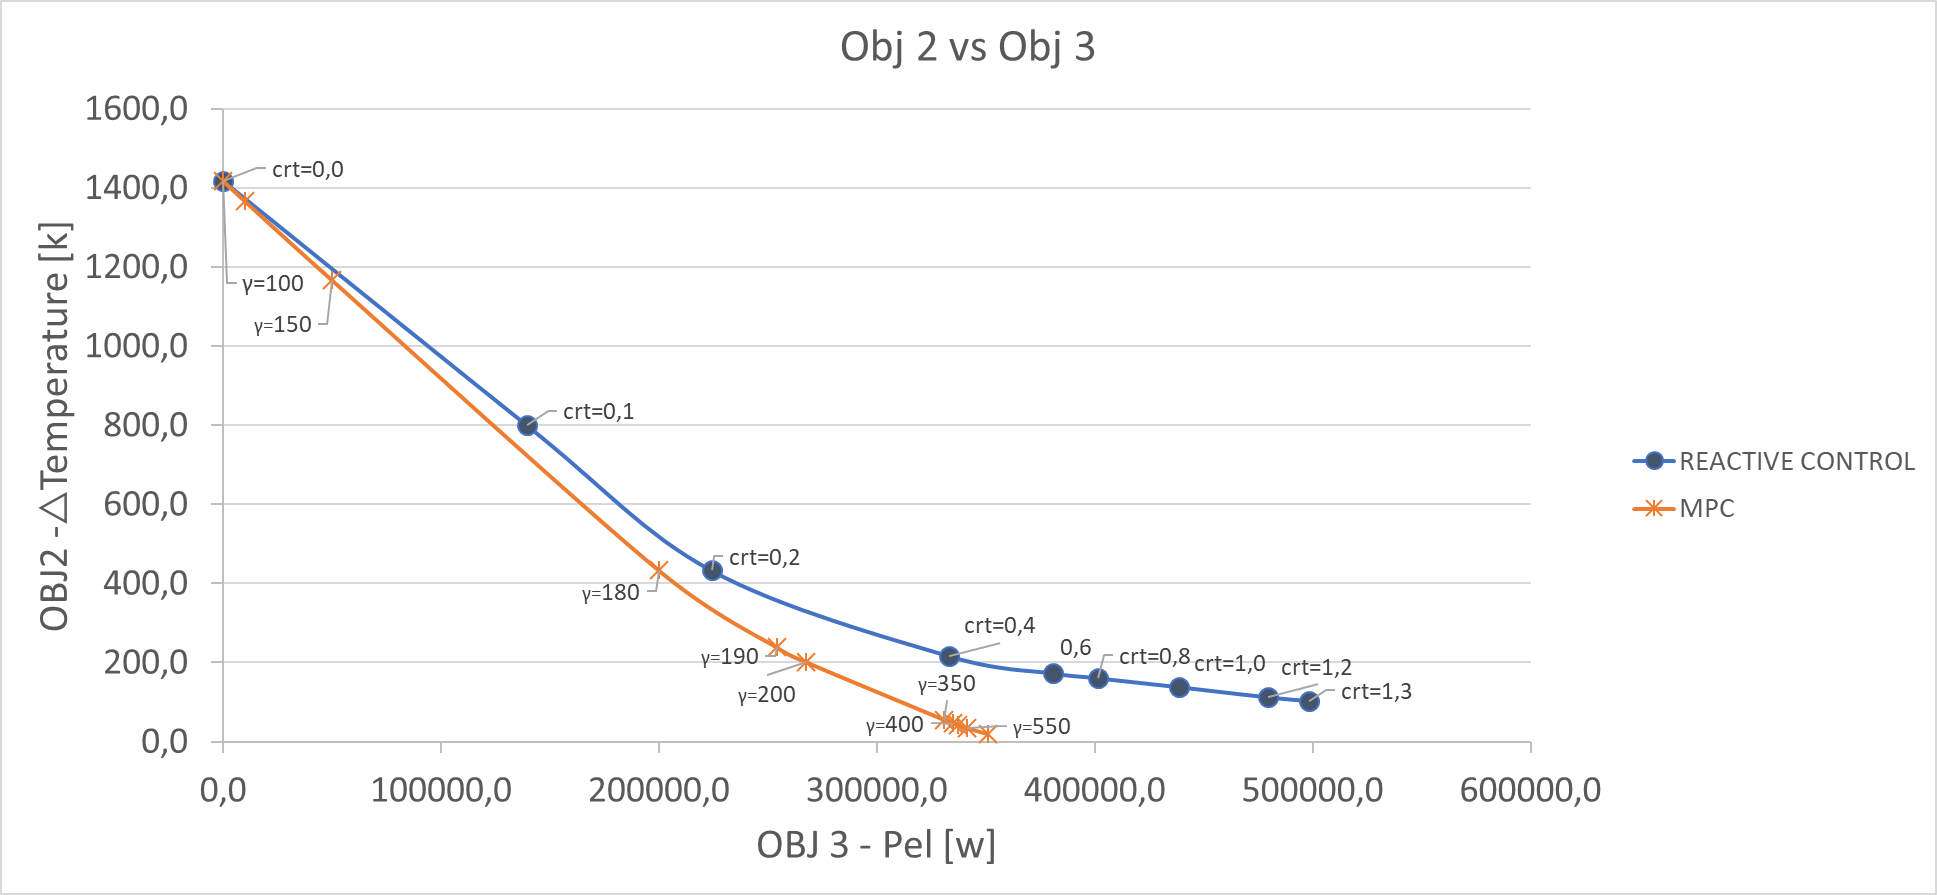 Obj 2 vs Obj 3
1600,0
1400,0
1200,0
1000,0
800,0
600,0
400,0
200,0
0,0
OBJ2 -△Temperature [k]
crt=0,0
γ=100
γ=150
crt=0,1
crt=0,2
γ=180
crt=0,4
0,6
crt=0,8
crt=1,0
crt=1,2
crt=1,3
γ=190
γ=200
γ=350
γ=400
γ=550
0,0
100000,0
200000,0
300000,0
400000,0
500000,0
600000,0
OBJ 3 - Pel [w]
REACTIVE CONTROL
MPC